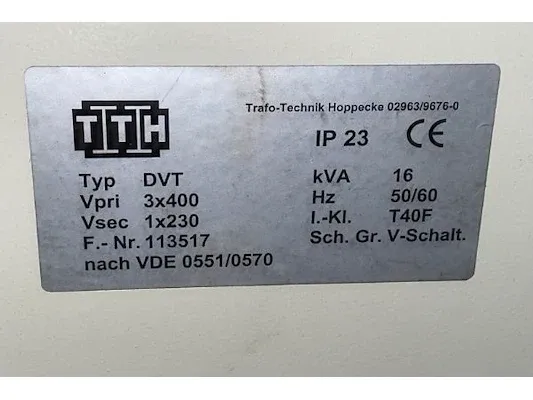 TTH
Trafo-Technik Hoppecke 02963/9676-0
IP 23 CE
Typ DVT kVA 16
Vpri 3x400 Hz 50/60
Vsec 1x230 I.-Kl. T40F
F.- Nr. 113517 Sch. Gr. V-Schalt.
nach VDE 0551/0570